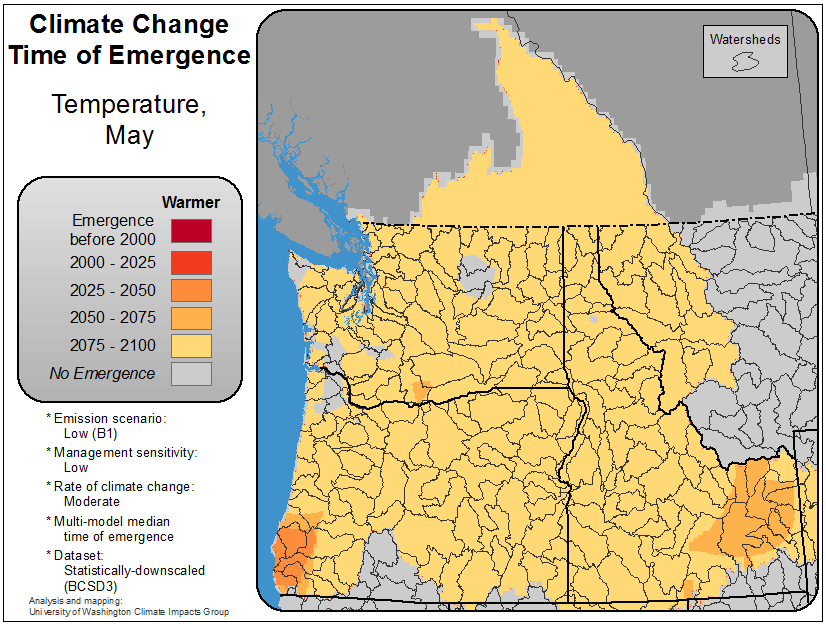 Climate Change
Time of Emergence
Temperature,
May
Warmer
Emergence
before 2000
2000 - 2025
2025 - 2050
2050 - 2075
2075 - 2100
No Emergence
* Emission scenario:
Low (B1)
* Management sensitivity:
Low
* Rate of climate change:
Moderate
* Multi-model median
time of emergence
* Dataset:
Statistically-downscaled
(BCSD3)
Analysis and mapping:
University of Washington Climate Impacts Group
Watersheds